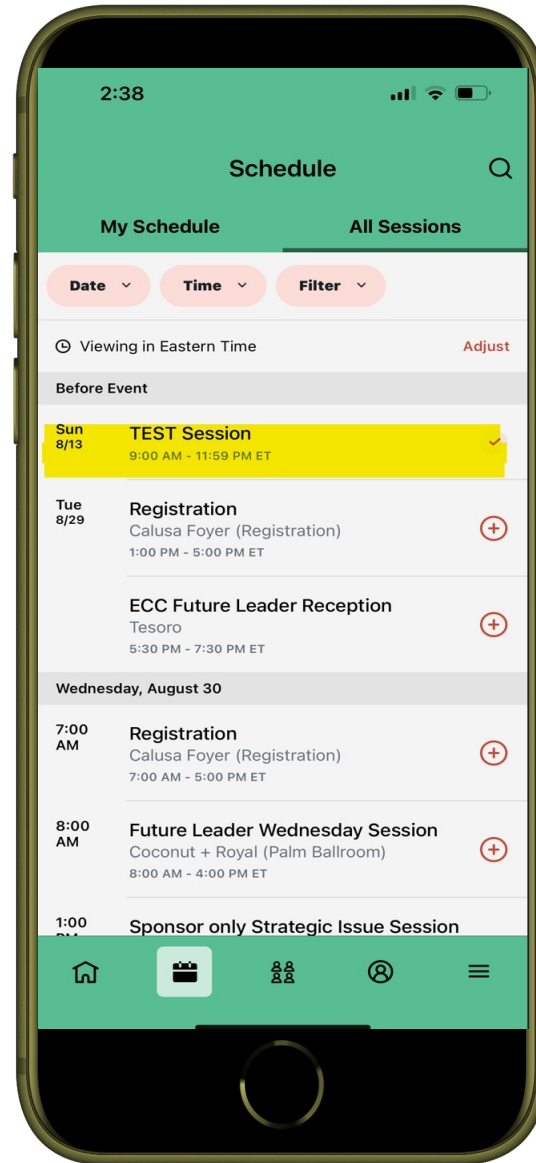 2:38
Schedule
My Schedule All Sessions
Date Time Filter
Viewing in Eastern Time Adjust
Before Event
Sun TEST Session
8/13 9:00 AM - 11:59 PM ET
Tue Registration
8/29 Calusa Foyer (Registration)
1:00 PM - 5:00 PM ET
ECC Future Leader Reception
Tesoro
5:30 PM - 7:30 PM ET
Wednesday, August 30
7:00 Registration
AM Calusa Foyer (Registration)
7:00 AM - 5:00 PM ET
8:00 Future Leader Wednesday Session
AM Coconut + Royal (Palm Ballroom)
8:00 AM - 4:00 PM ET
1:00 Sponsor only Strategic Issue Session